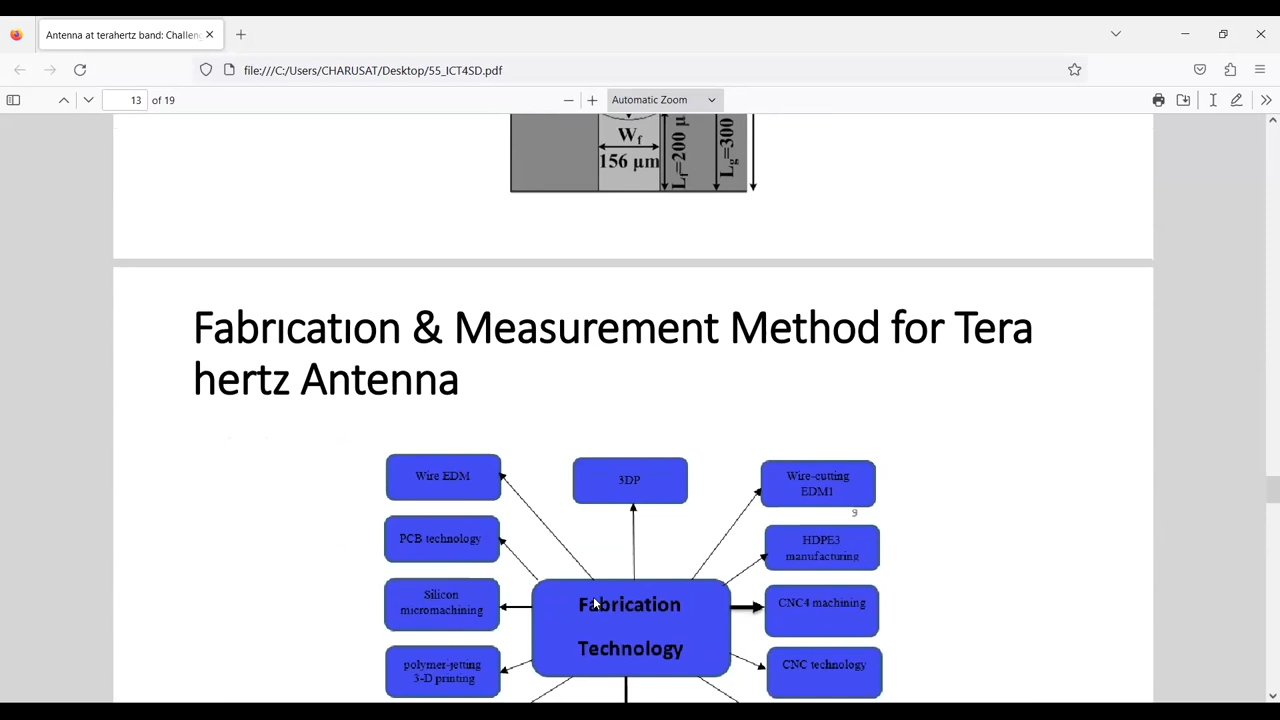 Antenna at terahertz band: Challeng
file:///C:/Users/CHARUSAT/Desktop/55_ICT4SD.pdf
13 of 19
Automatic Zoom
Wf
156 µm
Lf=200 µ
Lg=300
Fabrıcatıon & Measurement Method for Tera
hertz Antenna
Wire EDM
3DP
Wire-cutting
EDM1
9
PCB technology
HDPE3
manufacturing
Silicon
micromachining
Fabrication
Technology
CNC4 machining
polymer-jetting
3-D printing
CNC technology